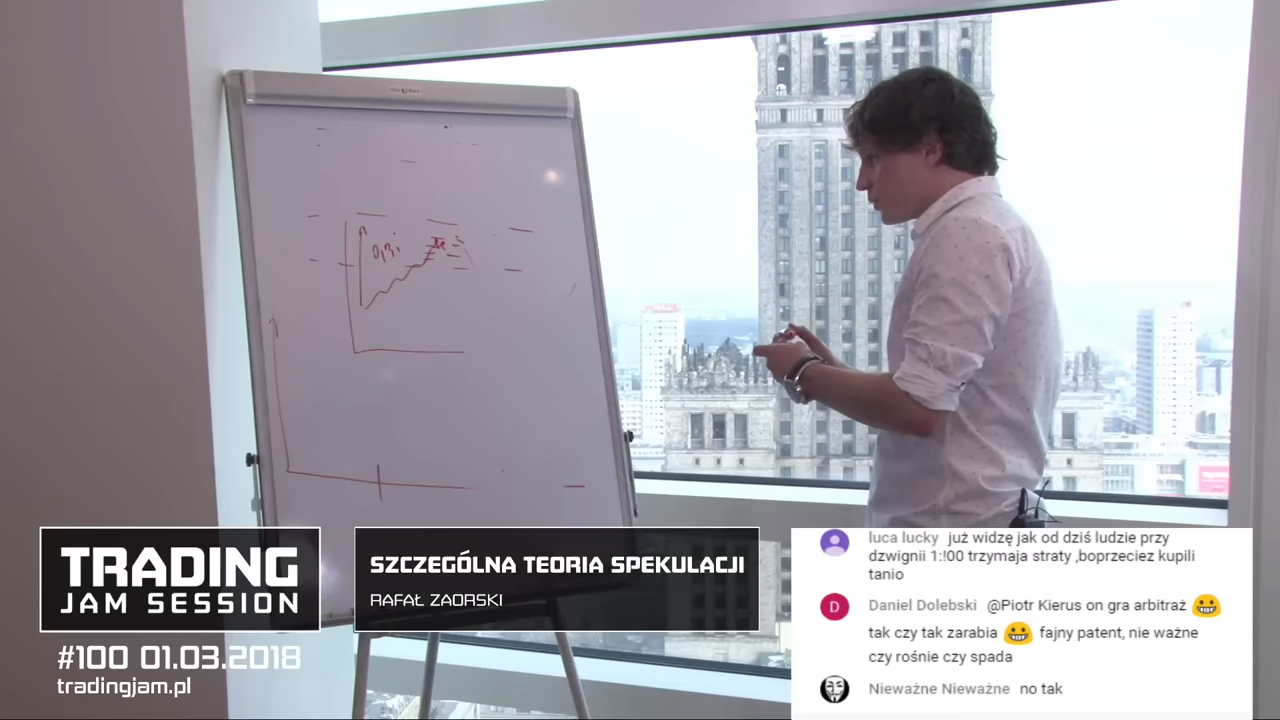 TRADING
JAM SESSION
#100 01.03.2018
tradingjam.pl
SZCZEGÓLNA TEORIA SPEKULACJI
RAFAŁ ZAORSKI
luca lucky już widzę jak od dziś ludzie przy
dzwignii 1:!00 trzymaja straty ,boprzeciez kupili
tanio
D
Daniel Dolebski @Piotr Kierus on gra arbitraż 😀
tak czy tak zarabia 😀 fajny patent, nie ważne
czy rośnie czy spada
Nieważne Nieważne no tak